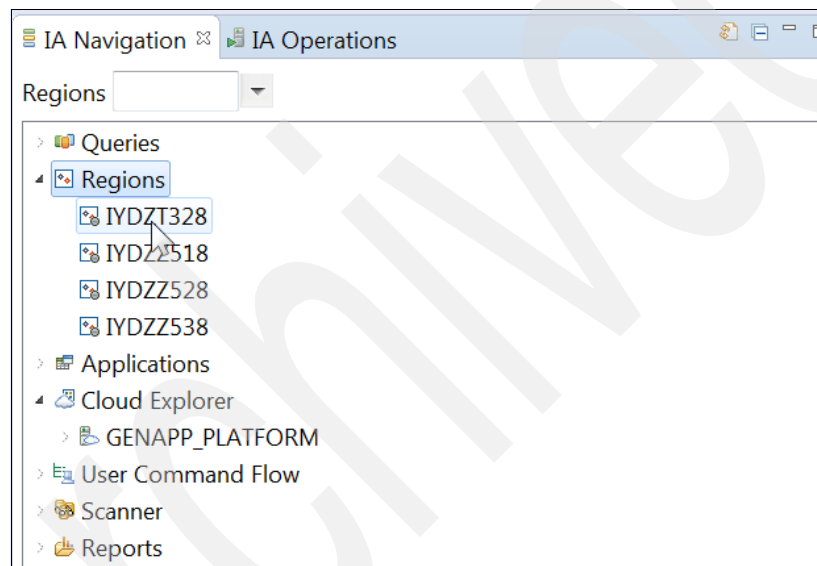 IA Navigation IA Operations
Regions
Queries
Regions
IYDZT328
IYDZZ518
IYDZZ528
IYDZZ538
Applications
Cloud Explorer
GENAPP_PLATFORM
User Command Flow
Scanner
Reports